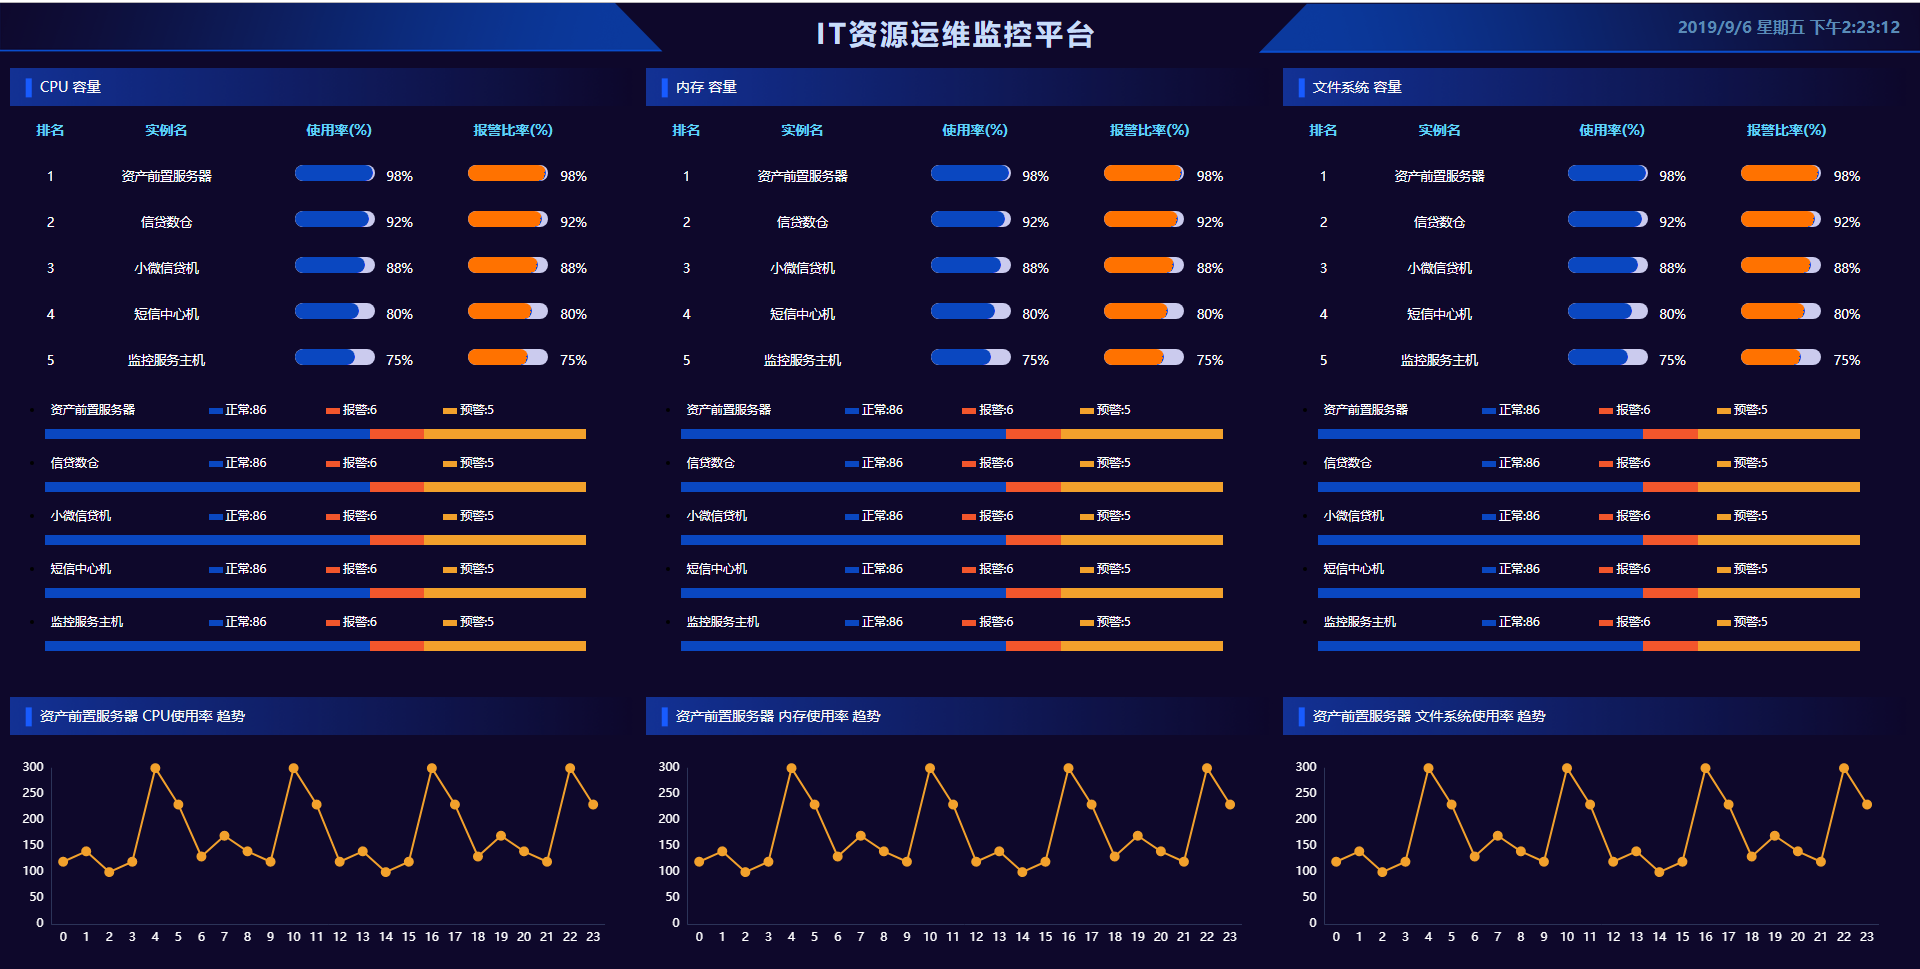 IT资源运维监控平台
2019/9/6 星期五 下午2:23:12
CPU 容量
排名 实例名 使用率(%) 报警比率(%)
1 资产前置服务器 98% 98%
2 信贷数仓 92% 92%
3 小微信贷机 88% 88%
4 短信中心机 80% 80%
5 监控服务主机 75% 75%
资产前置服务器 正常:86 报警:6 预警:5
信贷数仓 正常:86 报警:6 预警:5
小微信贷机 正常:86 报警:6 预警:5
短信中心机 正常:86 报警:6 预警:5
监控服务主机 正常:86 报警:6 预警:5
内存 容量
排名 实例名 使用率(%) 报警比率(%)
1 资产前置服务器 98% 98%
2 信贷数仓 92% 92%
3 小微信贷机 88% 88%
4 短信中心机 80% 80%
5 监控服务主机 75% 75%
资产前置服务器 正常:86 报警:6 预警:5
信贷数仓 正常:86 报警:6 预警:5
小微信贷机 正常:86 报警:6 预警:5
短信中心机 正常:86 报警:6 预警:5
监控服务主机 正常:86 报警:6 预警:5
文件系统 容量
排名 实例名 使用率(%) 报警比率(%)
1 资产前置服务器 98% 98%
2 信贷数仓 92% 92%
3 小微信贷机 88% 88%
4 短信中心机 80% 80%
5 监控服务主机 75% 75%
资产前置服务器 正常:86 报警:6 预警:5
信贷数仓 正常:86 报警:6 预警:5
小微信贷机 正常:86 报警:6 预警:5
短信中心机 正常:86 报警:6 预警:5
监控服务主机 正常:86 报警:6 预警:5
资产前置服务器 CPU使用率 趋势
300
250
200
150
100
50
0
0 1 2 3 4 5 6 7 8 9 10 11 12 13 14 15 16 17 18 19 20 21 22 23
资产前置服务器 内存使用率 趋势
300
250
200
150
100
50
0
0 1 2 3 4 5 6 7 8 9 10 11 12 13 14 15 16 17 18 19 20 21 22 23
资产前置服务器 文件系统使用率 趋势
300
250
200
150
100
50
0
0 1 2 3 4 5 6 7 8 9 10 11 12 13 14 15 16 17 18 19 20 21 22 23